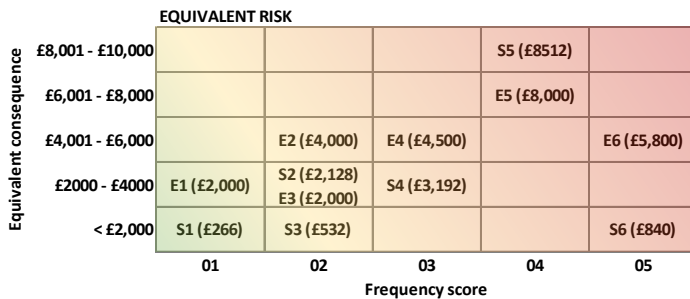 EQUIVALENT RISK
Equivalent consequence
£8,001 - £10,000 S5 (£8512)
£6,001 - £8,000 E5 (£8,000)
£4,001 - £6,000 E2 (£4,000) E4 (£4,500) E6 (£5,800)
£2000 - £4000 E1 (£2,000) S2 (£2,128) S4 (£3,192)
E3 (£2,000)
< £2,000 S1 (£266) S3 (£532) S6 (£840)
01 02 03 04 05
Frequency score